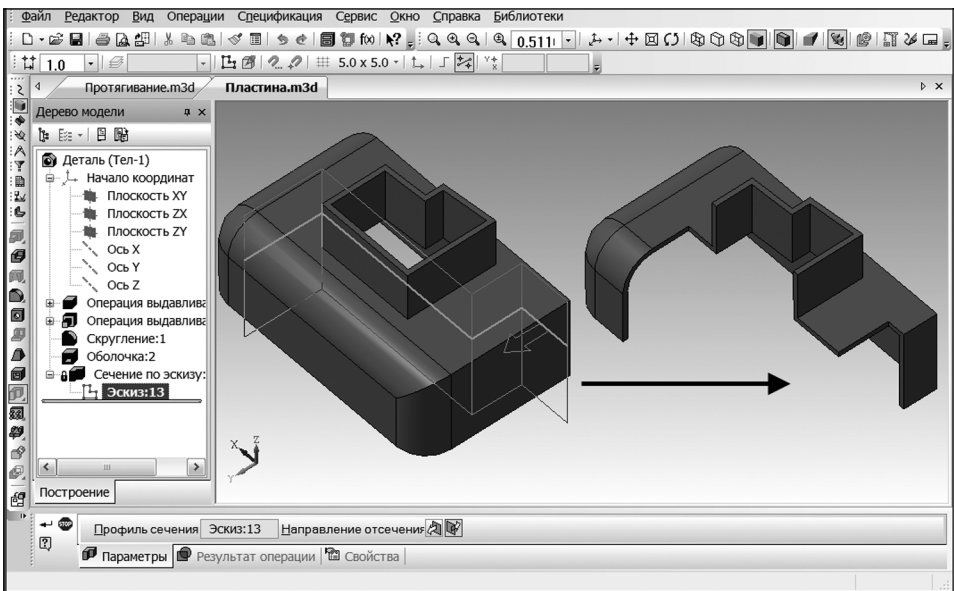 Файл Редактор Вид Операции Спецификация Сервис Окно Справка Библиотеки
0.511
1.0 5.0 x 5.0
Протягивание.m3d Пластина.m3d
Дерево модели
Деталь (Тел-1)
Начало координат
Плоскость XY
Плоскость ZX
Плоскость ZY
Ось X
Ось Y
Ось Z
Операция выдавлива
Операция выдавлива
Скругление:1
Оболочка:2
Сечение по эскизу:
Эскиз:13
X Z
Y
Построение
STOP Профиль сечения Эскиз:13 Направление отсечения
Параметры Результат операции Свойства